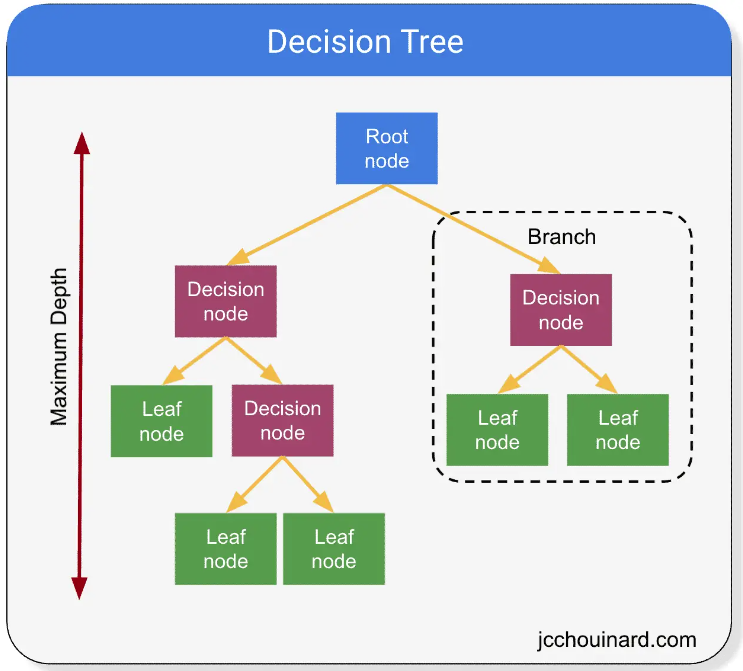 Decision Tree
Root
node
Branch
Maximum Depth
Decision
node
Decision
node
Leaf
node
Decision
node
Leaf
node
Leaf
node
Leaf
node
Leaf
node
jcchouinard.com